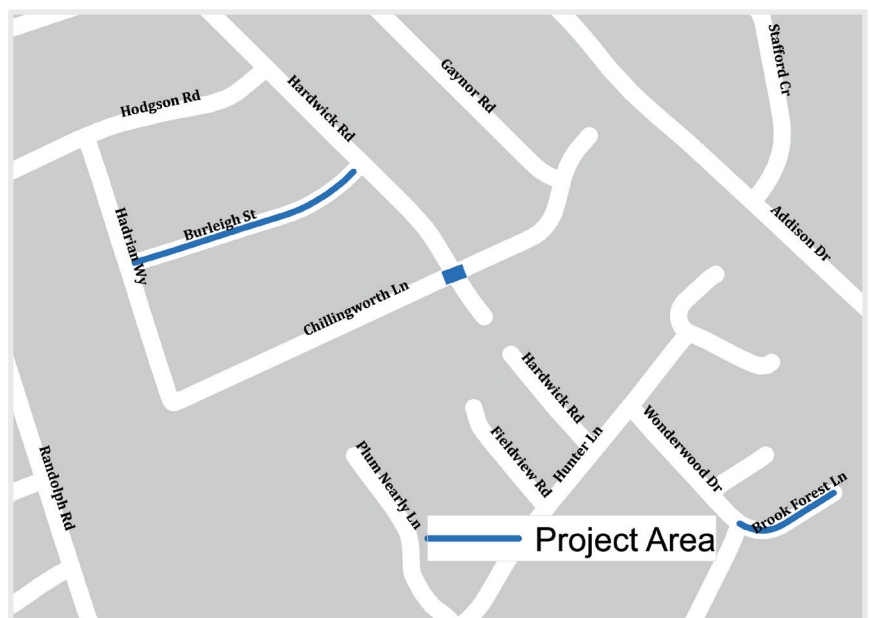 Stafford Cr
Gaynor Rd
Hardwick Rd
Hodgson Rd
Addison Dr
Burleigh St
Hadrian Wy
Chillingworth Ln
Hardwick Rd
Wonderwood Dr
Hunter Ln
Fieldview Rd
Plum Nearly Ln
Randolph Rd
Brook Forest Ln
Project Area